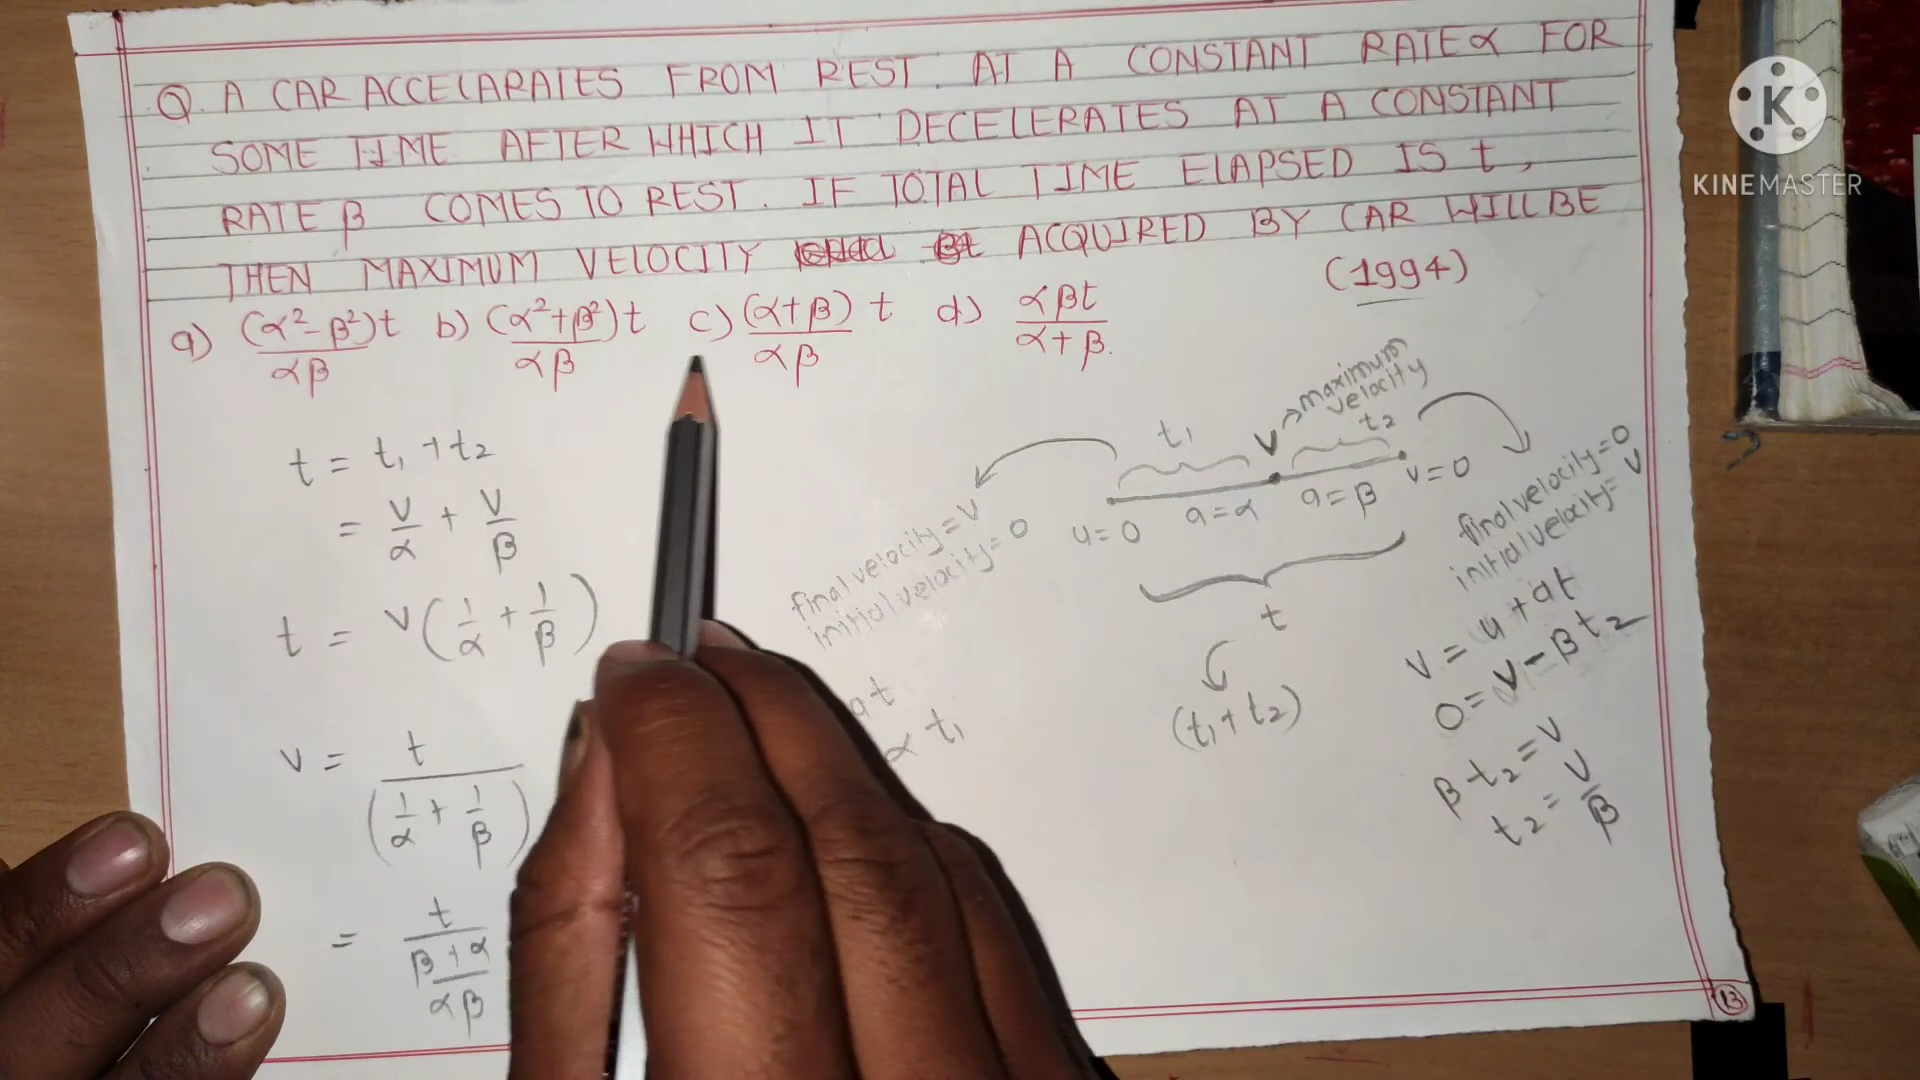 Q. A CAR ACCELARATES FROM REST. AT A CONSTANT RATE α FOR
SOME TIME AFTER WHICH IT DECELERATES AT A CONSTANT
RATE β COMES TO REST. IF TOTAL TIME ELAPSED IS t,
THEN MAXIMUM VELOCITY ACQUIRED BY CAR WILL BE
(1994)
a) (α²-β²)t/αβ b) (α²+β²)t/αβ c) (α+β)t/αβ d) αβt/α+β.
t = t₁ + t₂
= v/α + v/β
t = v(1/α + 1/β)
v = t/(1/α + 1/β)
= t/(β+α/αβ)
final velocity = v
initial velocity = 0
at
α t₁
maximum velocity
t₁ v t₂
u=0 a=α a=β v=0
t
(t₁+t₂)
final velocity = 0
initial velocity = v
v = u + at
0 = v - βt₂
βt₂ = v
t₂ = v/β
13
K
KINEMASTER